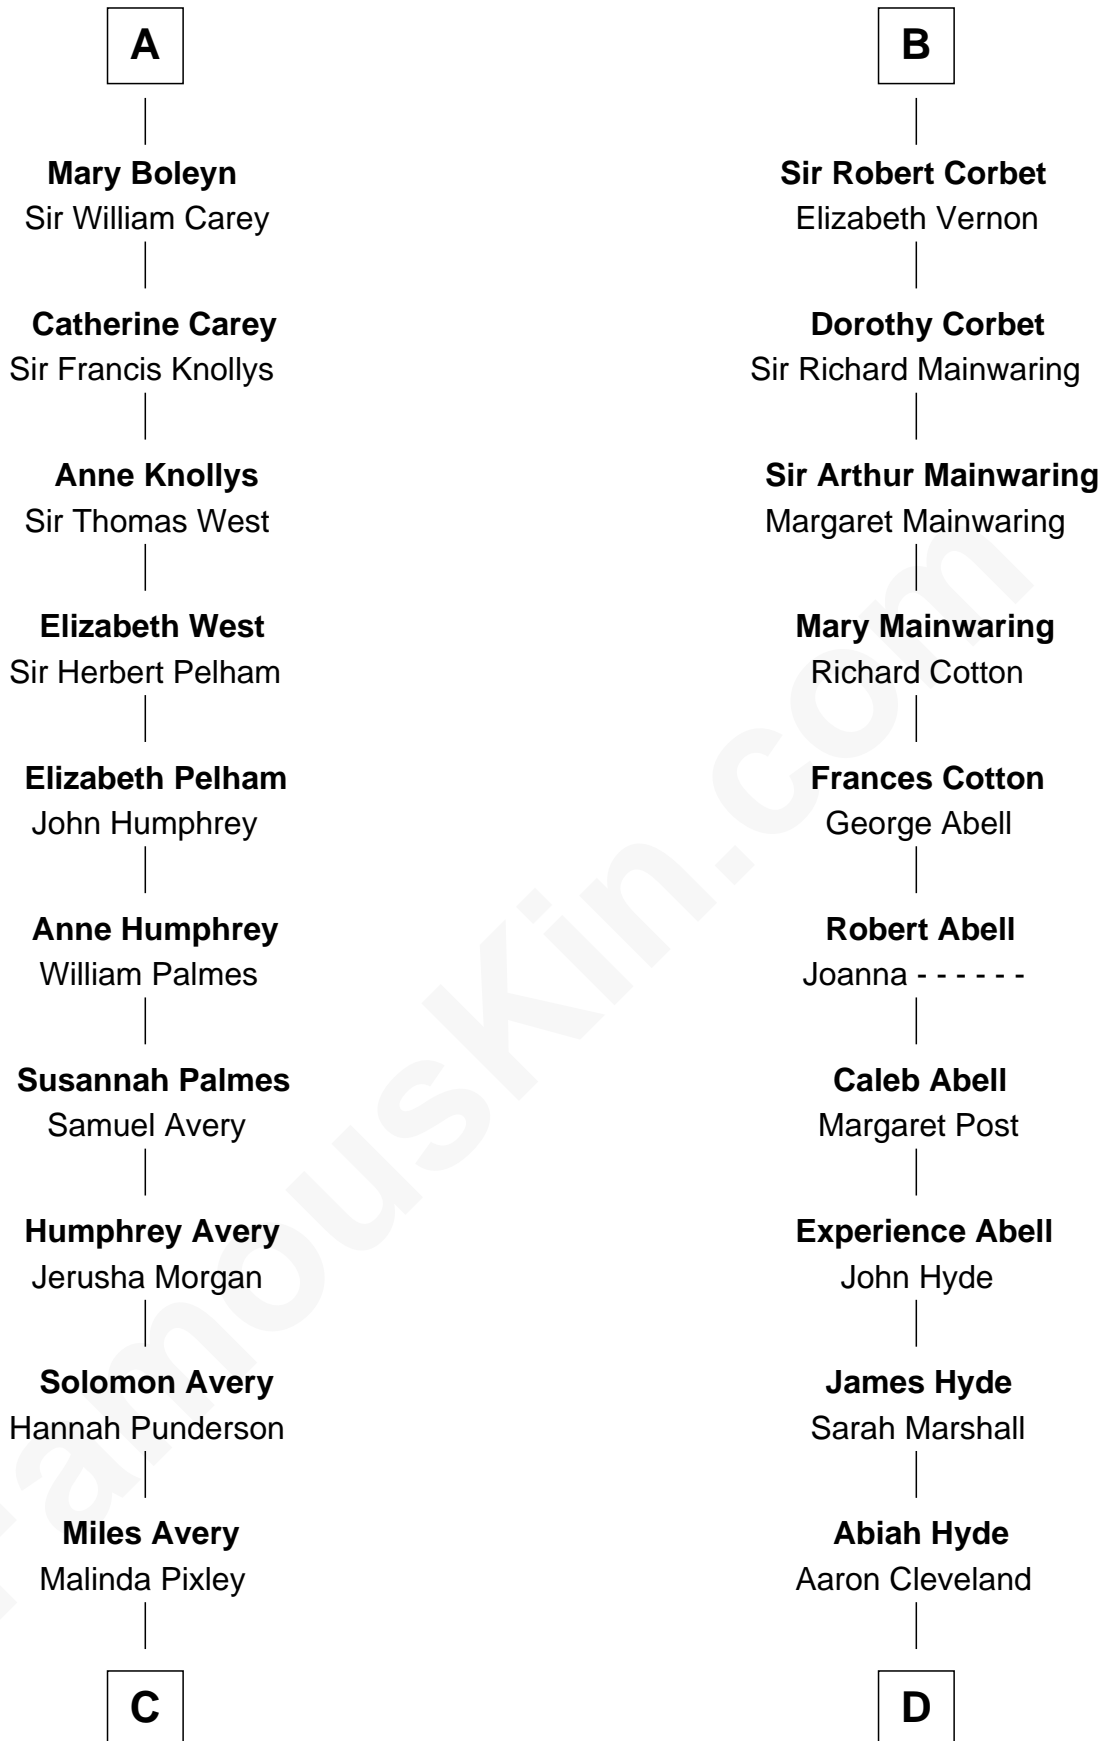 A
Mary Boleyn
Sir William Carey
Catherine Carey
Sir Francis Knollys
Anne Knollys
Sir Thomas West
Elizabeth West
Sir Herbert Pelham
Elizabeth Pelham
John Humphrey
Anne Humphrey
William Palmes
Susannah Palmes
Samuel Avery
Humphrey Avery
Jerusha Morgan
Solomon Avery
Hannah Punderson
Miles Avery
Malinda Pixley
C
B
Sir Robert Corbet
Elizabeth Vernon
Dorothy Corbet
Sir Richard Mainwaring
Sir Arthur Mainwaring
Margaret Mainwaring
Mary Mainwaring
Richard Cotton
Frances Cotton
George Abell
Robert Abell
Joanna - - - - - -
Caleb Abell
Margaret Post
Experience Abell
John Hyde
James Hyde
Sarah Marshall
Abiah Hyde
Aaron Cleveland
D
FamousKin.com